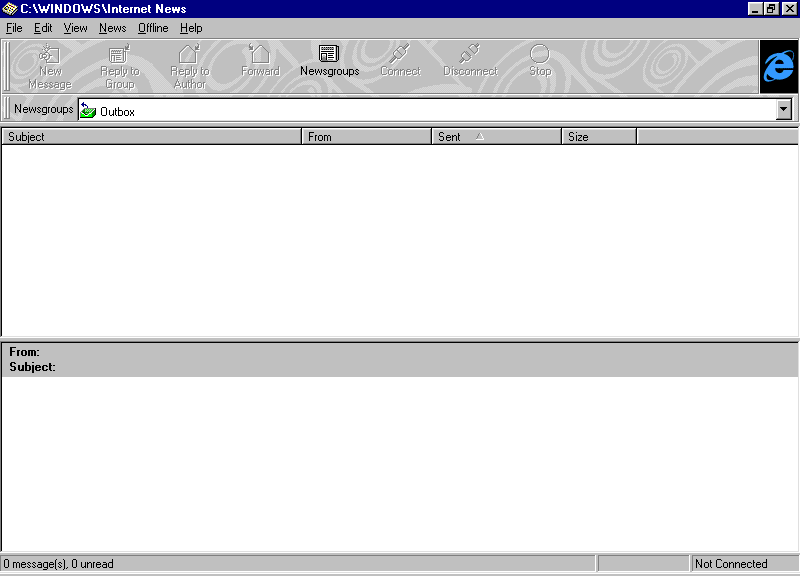 C:\WINDOWS\Internet News
File Edit View News Offline Help
New Message Reply to Group Reply to Author Forward Newsgroups Connect Disconnect Stop
Newsgroups Outbox
Subject From Sent Size
From:
Subject:
0 message(s), 0 unread Not Connected